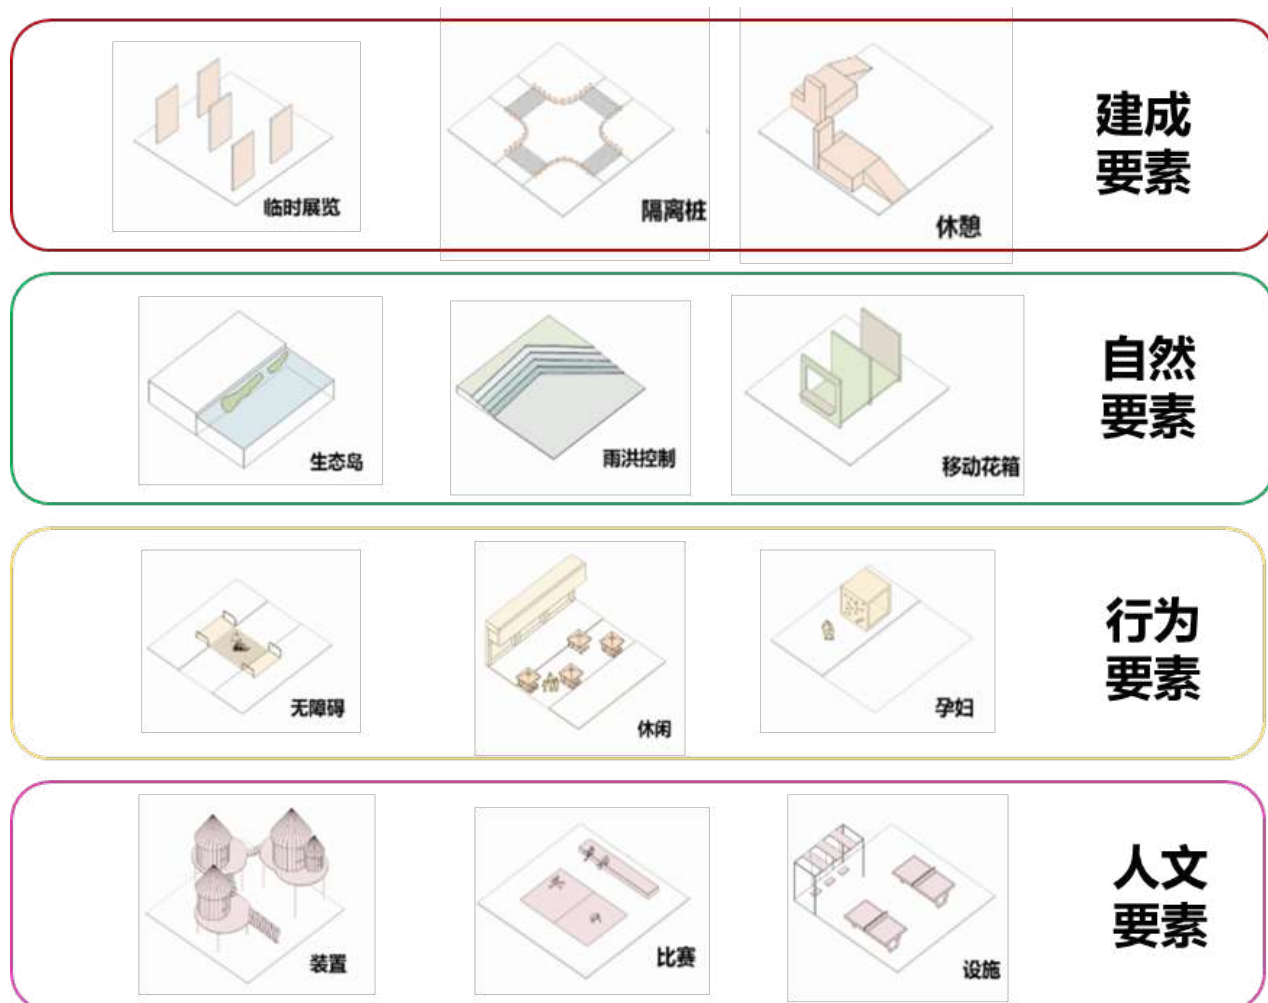 临时展览
隔离桩
休憩
建成
要素
生态岛
雨洪控制
移动花箱
自然
要素
无障碍
休闲
孕妇
行为
要素
装置
比赛
设施
人文
要素